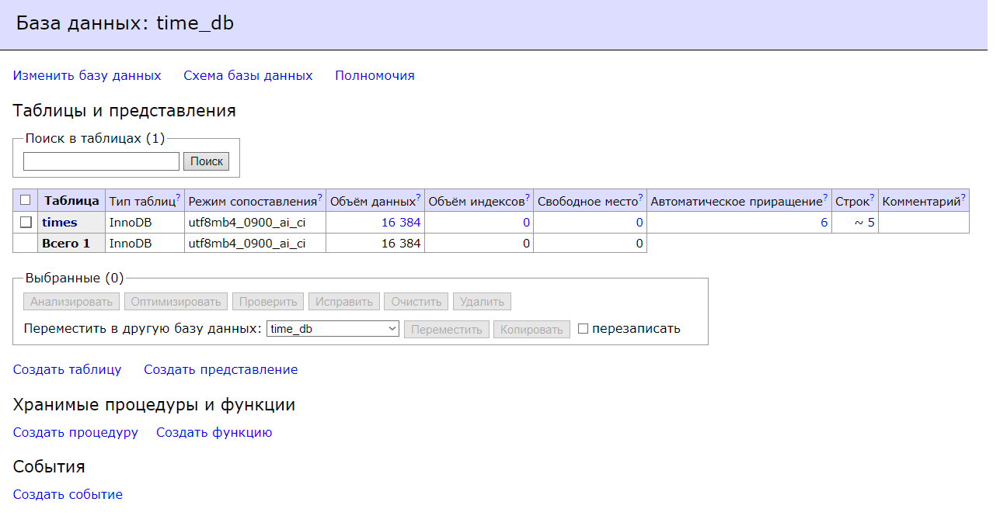 База данных: time_db
Изменить базу данных Схема базы данных Полномочия
Таблицы и представления
Поиск в таблицах (1)
Поиск
Таблица Тип таблиц? Режим сопоставления? Объём данных? Объём индексов? Свободное место? Автоматическое приращение? Строк? Комментарий?
times InnoDB utf8mb4_0900_ai_ci 16 384 0 0 6 ~ 5
Всего 1 InnoDB utf8mb4_0900_ai_ci 16 384 0 0
Выбранные (0)
Анализировать Оптимизировать Проверить Исправить Очистить Удалить
Переместить в другую базу данных: time_db Переместить Копировать перезаписать
Создать таблицу Создать представление
Хранимые процедуры и функции
Создать процедуру Создать функцию
События
Создать событие